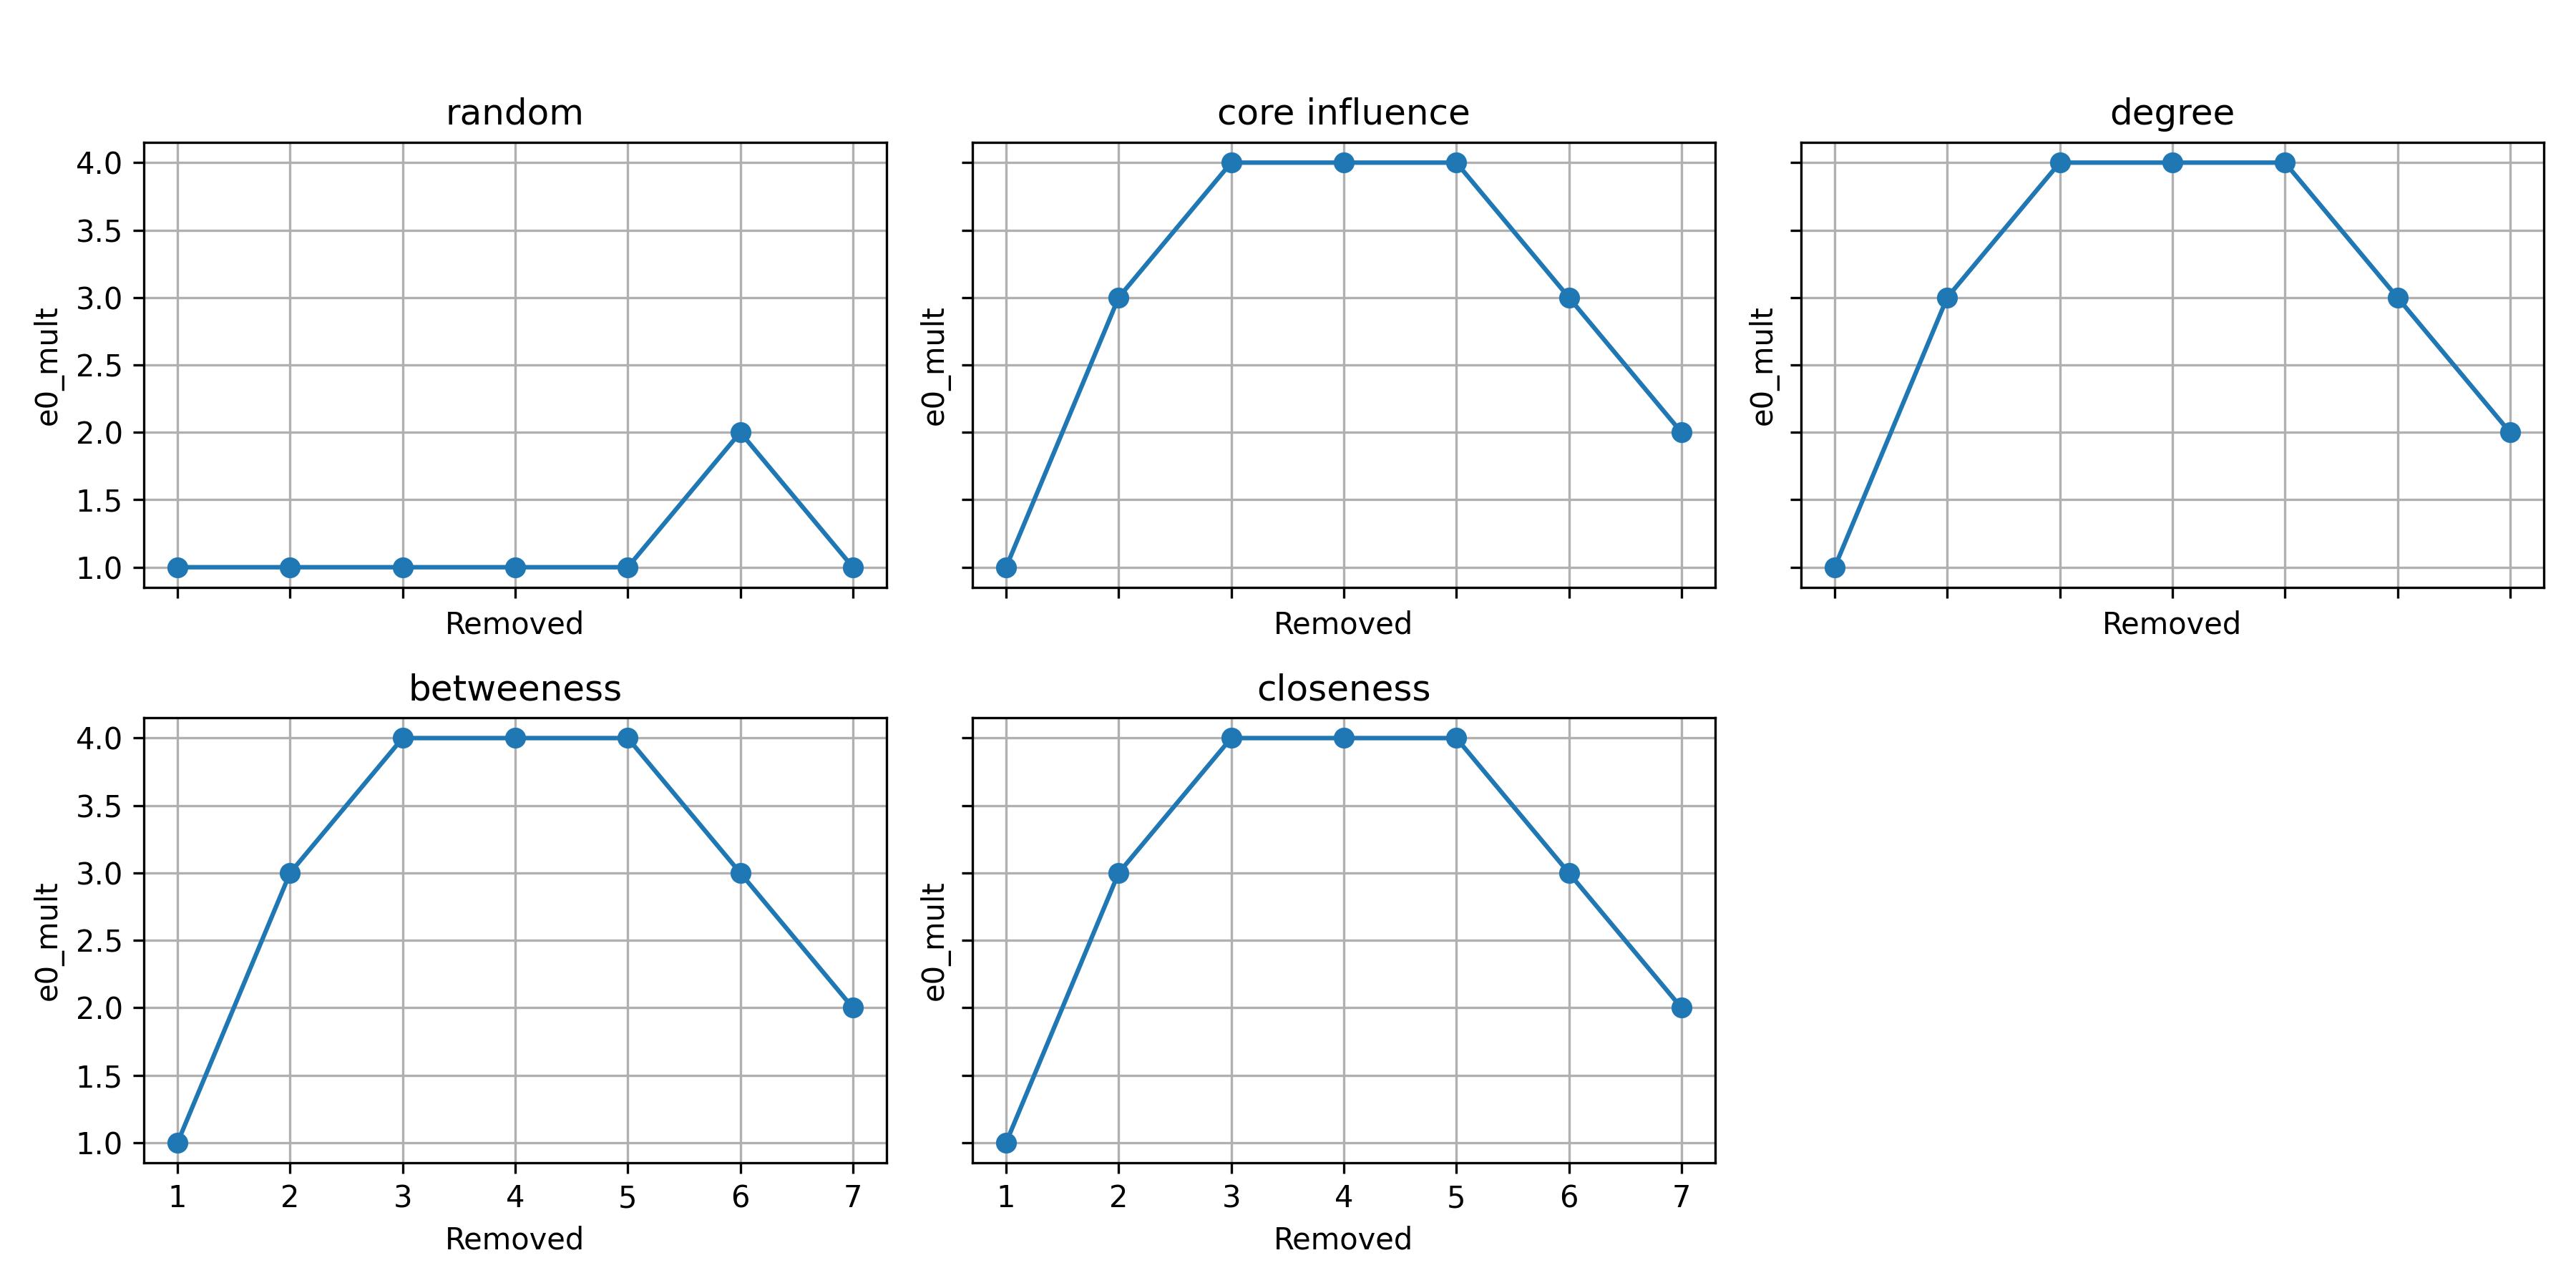 random
core influence
degree
4.0
3.5
3.0
2.5
2.0
1.5
1.0
e0_mult
e0_mult
e0_mult
Removed
Removed
Removed
betweeness
closeness
4.0
3.5
3.0
2.5
2.0
1.5
1.0
e0_mult
e0_mult
1 2 3 4 5 6 7
1 2 3 4 5 6 7
Removed
Removed